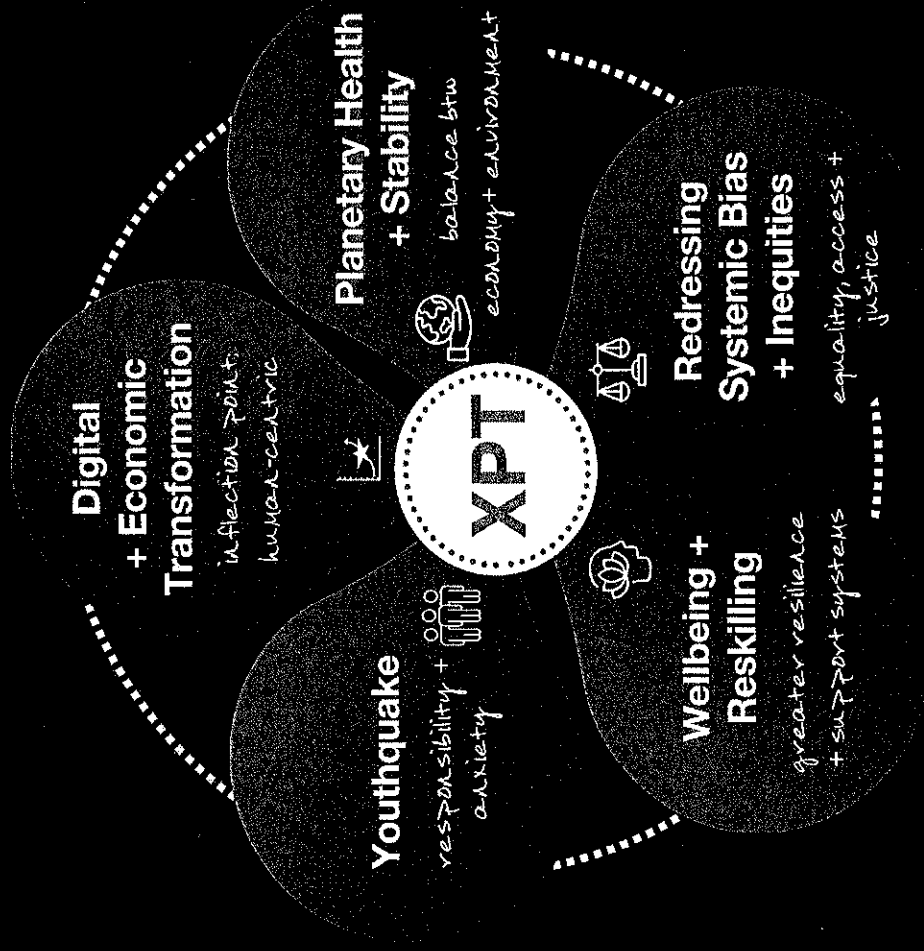 Digital
+ Economic
Transformation
inflection point.
human-centric
Planetary Health
+ Stability
balance btw
economy + environment
Redressing
Systemic Bias
+ Inequities
equality, access +
justice
Wellbeing +
Reskilling
greater resilience
+ support systems
Youthquake
responsibility +
anxiety
XPT